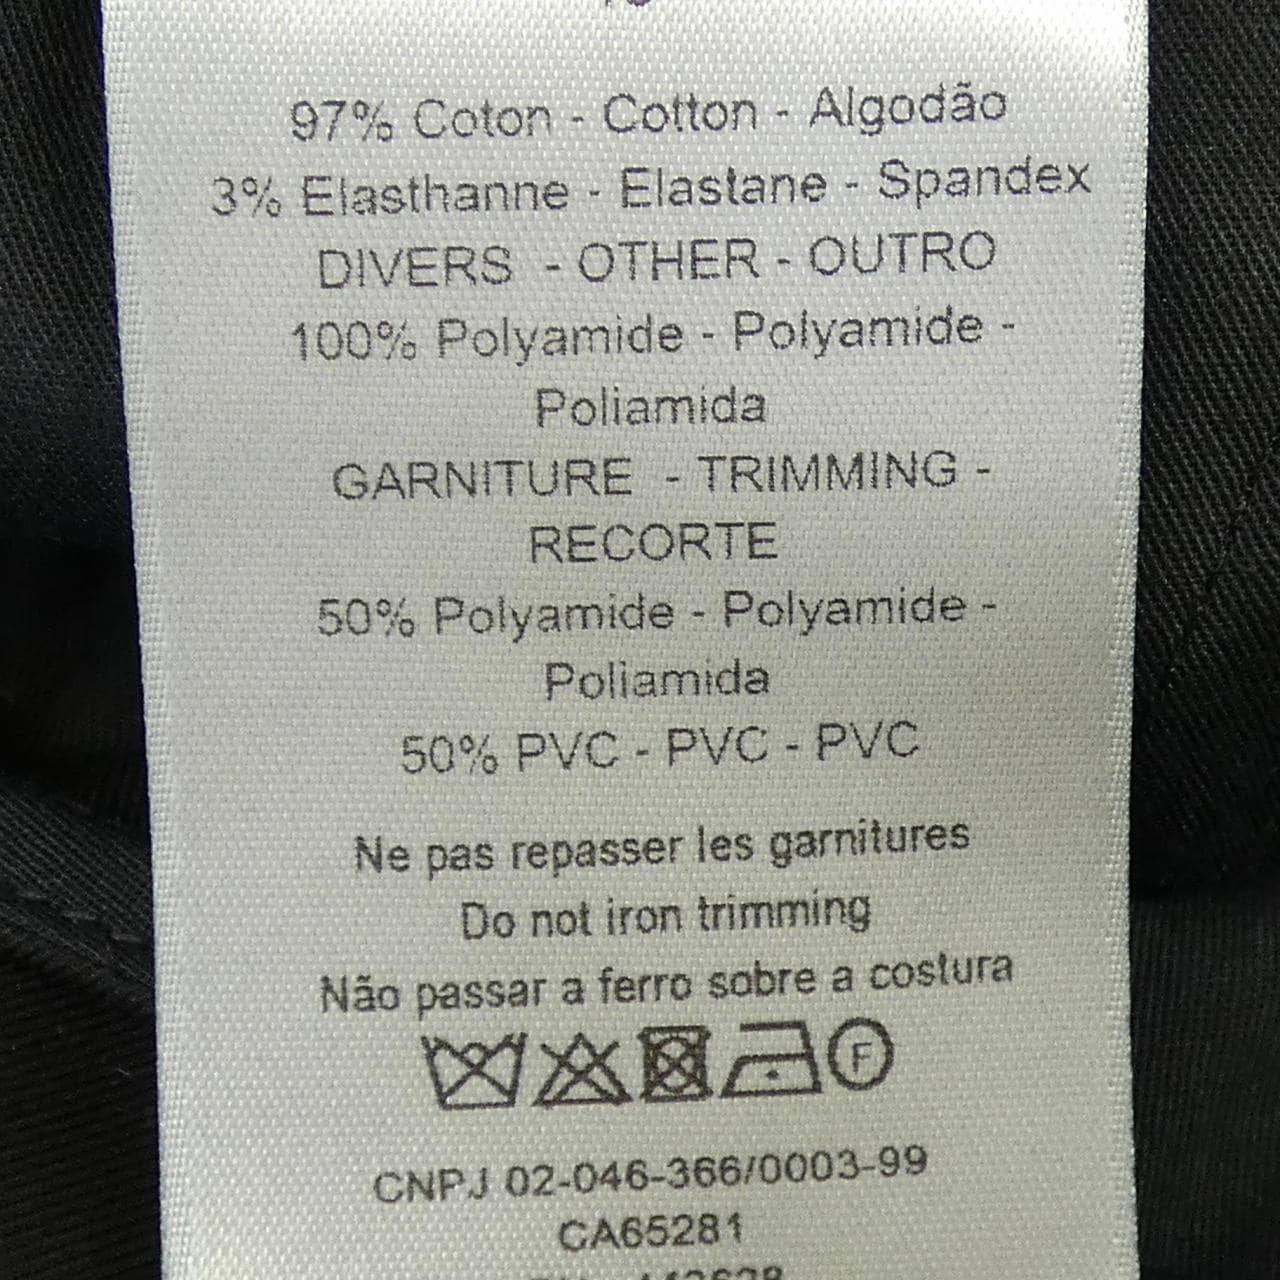 97% Coton - Cotton - Algodão
3% Elasthanne - Elastane - Spandex
DIVERS - OTHER - OUTRO
100% Polyamide - Polyamide -
Poliamida
GARNITURE - TRIMMING -
RECORTE
50% Polyamide - Polyamide -
Poliamida
50% PVC - PVC - PVC
Ne pas repasser les garnitures
Do not iron trimming
Não passar a ferro sobre a costura
F
CNPJ 02-046-366/0003-99
CA65281